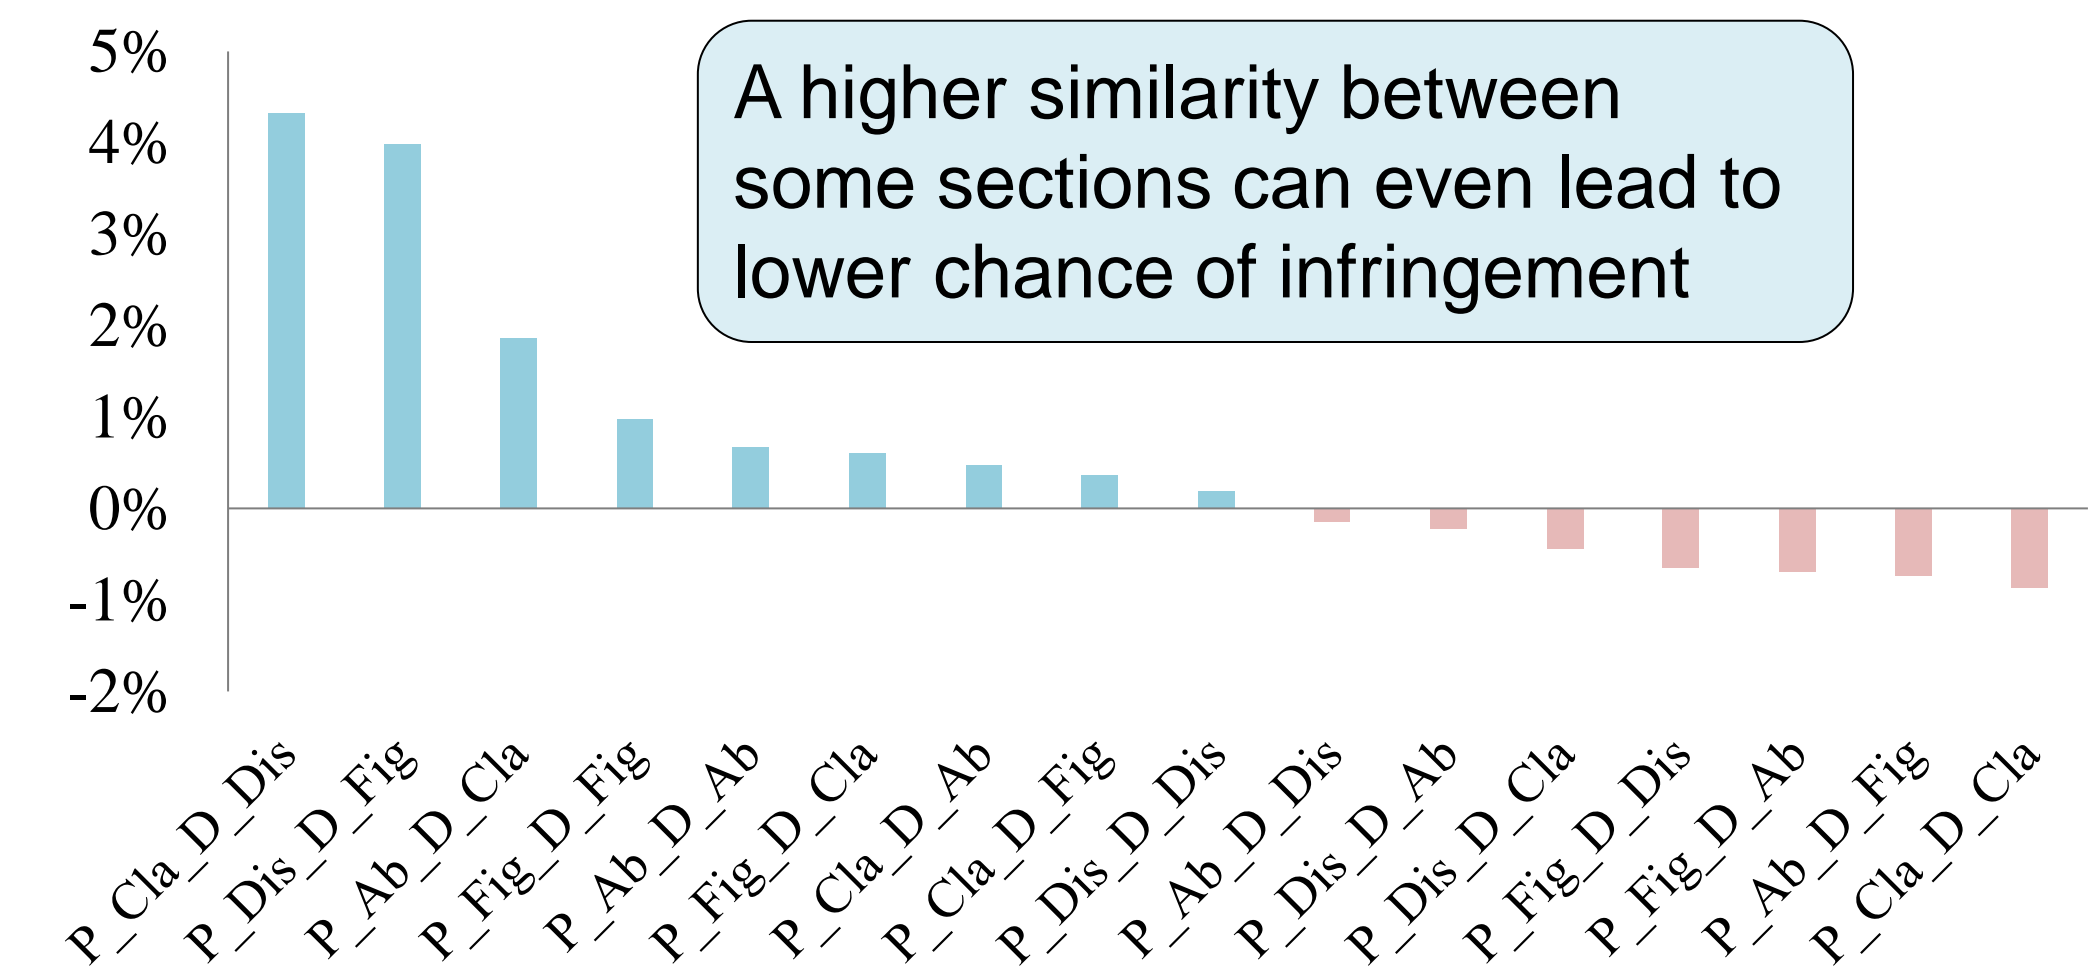 5%
4%
3%
2%
1%
0%
-1%
-2%
A higher similarity between
some sections can even lead to
lower chance of infringement
P_Cla_D_Dis
P_Dis_D_Fig
P_Ab_D_Cla
P_Fig_D_Fig
P_Ab_D_Ab
P_Fig_D_Cla
P_Cla_D_Ab
P_Cla_D_Fig
P_Dis_D_Dis
P_Ab_D_Dis
P_Dis_D_Ab
P_Dis_D_Cla
P_Fig_D_Dis
P_Fig_D_Ab
P_Ab_D_Fig
P_Cla_D_Cla